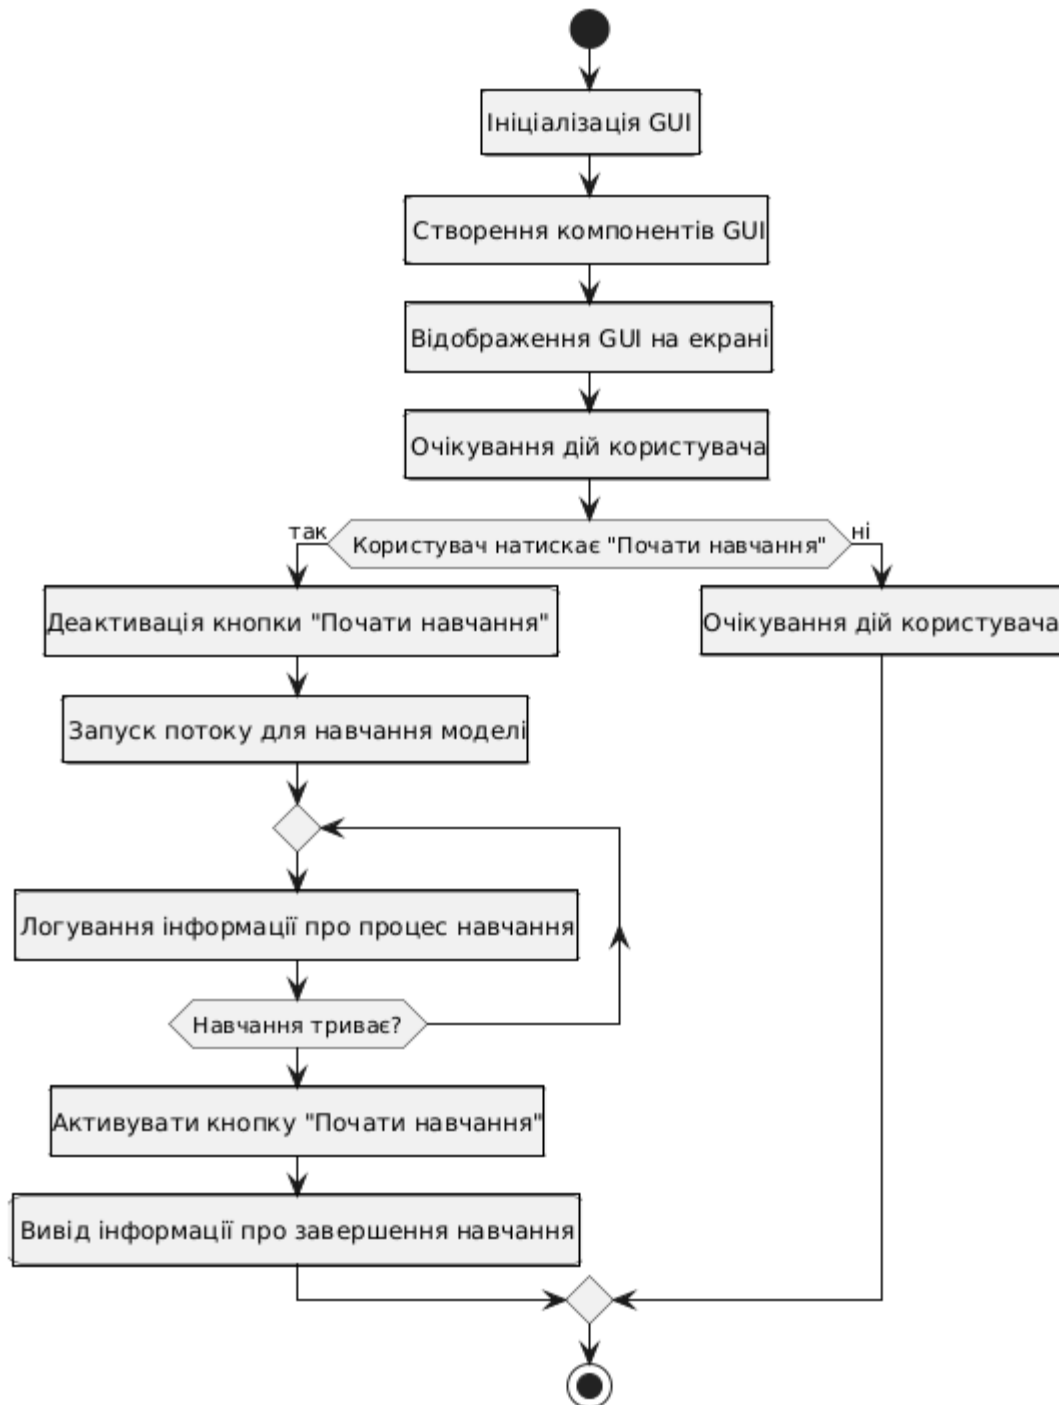 Ініціалізація GUI
Створення компонентів GUI
Відображення GUI на екрані
Очікування дій користувача
так
Користувач натискає "Почати навчання"
ні
Деактивація кнопки "Почати навчання"
Очікування дій користувача
Запуск потоку для навчання моделі
Логування інформації про процес навчання
Навчання триває?
Активувати кнопку "Почати навчання"
Вивід інформації про завершення навчання